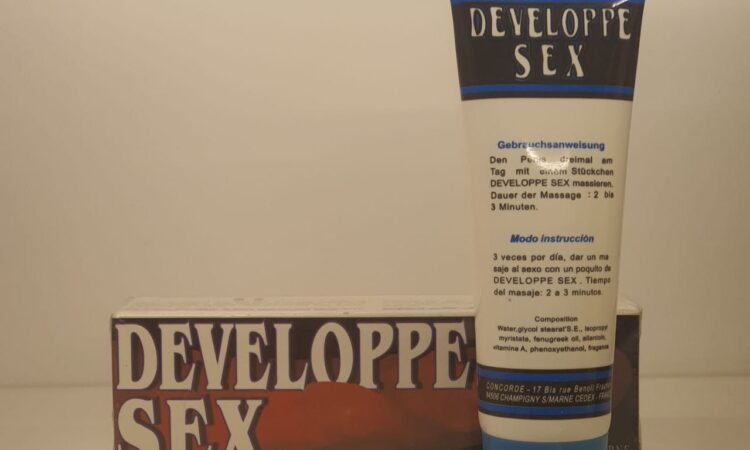 DEVELOPPE
SEX
Gebrauchsanweisung
Den Penis dreimal am
Tag mit einem Stückchen
DEVELOPPE SEX massieren.
Dauer der Massage : 2 bis
3 Minuten.
Modo instrucción
3 veces por día, dar un ma
saje al sexo con un poquito de
DEVELOPPE SEX . Tiempo
del masaje: 2 a 3 minutos.
Composition
Water, glycol stearat'S.E., isopropyl
myristate, fenugreek oil, allantoin,
vitamine A, phenoxyethanol, fragance
CONCORDE - 17 Bis rue Benoît
94506 CHAMPIGNY S/MARNE CEDEX - FRANCE
DEVELOPPE
SEX